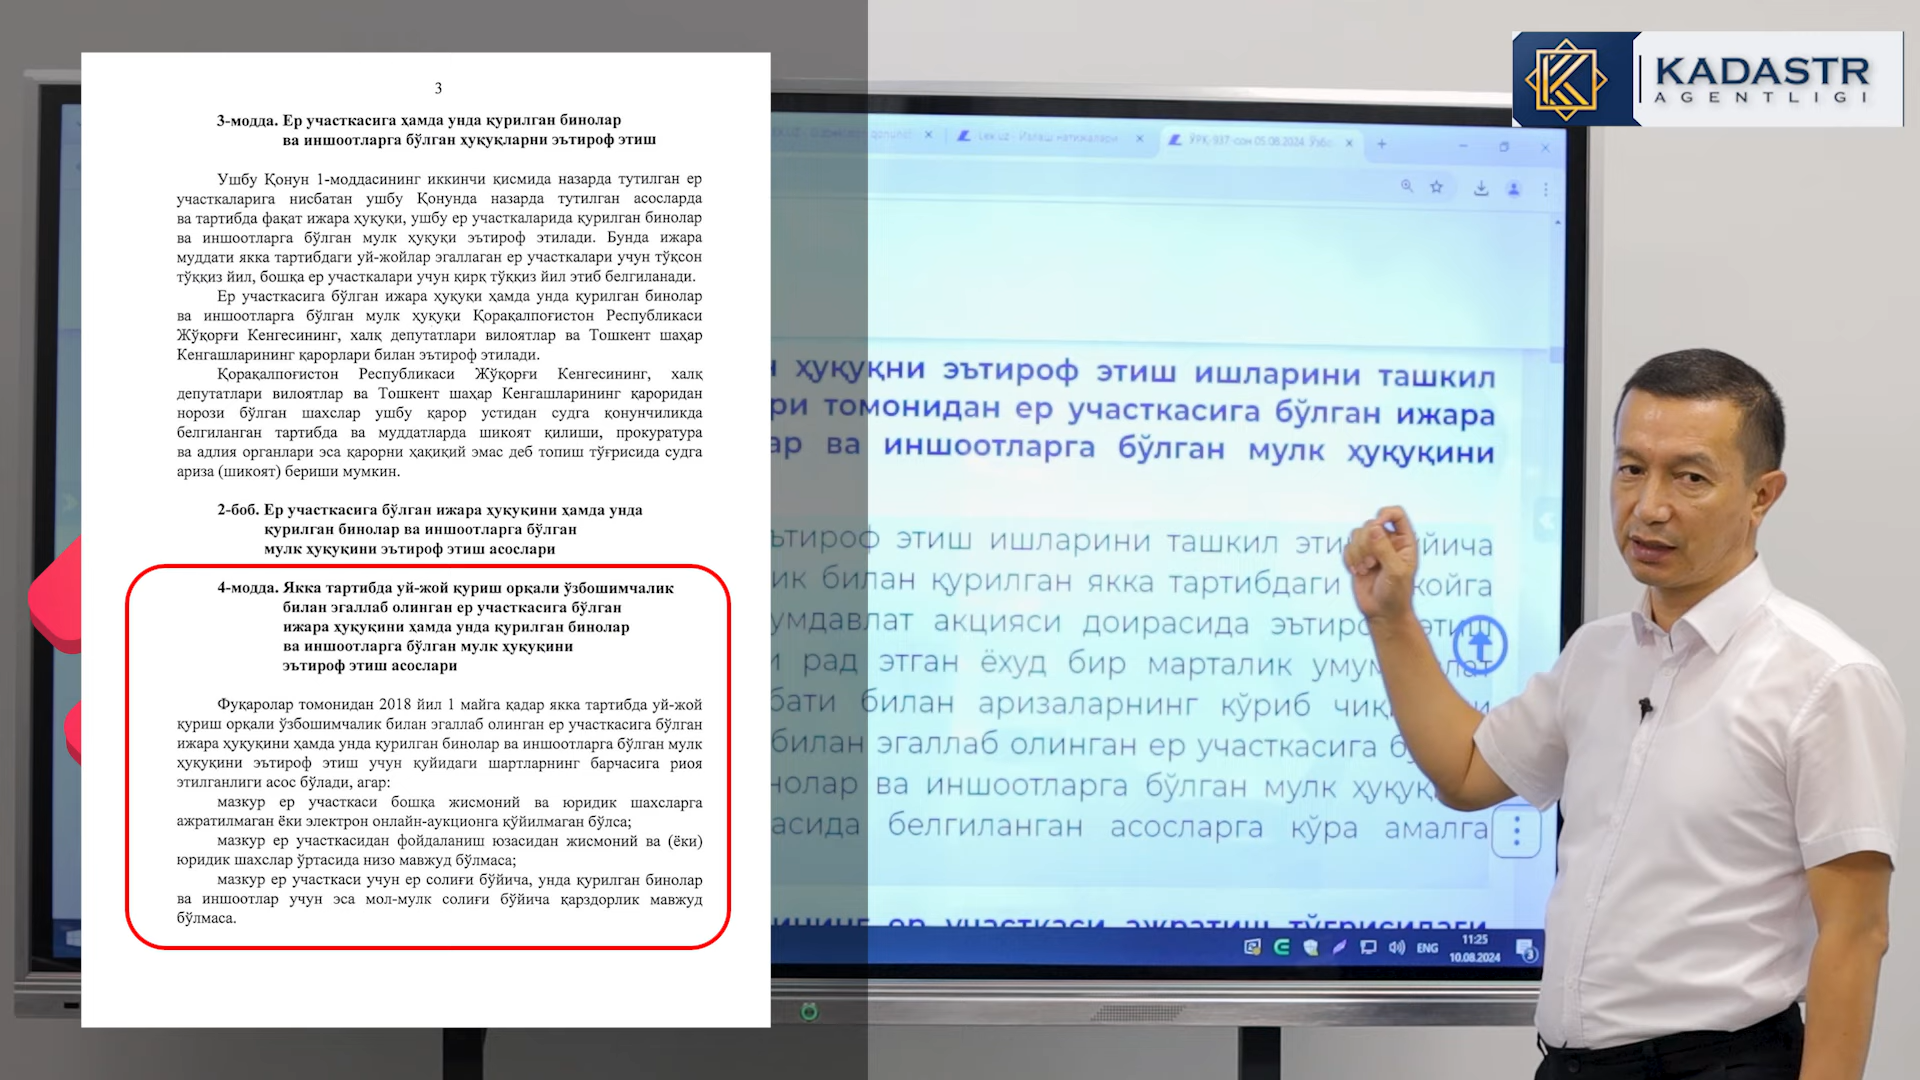 3
3-модда. Ер участкасига ҳамда унда қурилган бинолар
ва иншоотларга бўлган ҳуқуқларни эътироф этиш
Ушбу Қонун 1-моддасининг иккинчи қисмида назарда тутилган ер
участкаларига нисбатан ушбу Қонунда назарда тутилган асосларда
ва тартибда фақат ижара ҳуқуқи, ушбу ер участкаларида қурилган бинолар
ва иншоотларга бўлган мулк ҳуқуқи эътироф этилади. Бунда ижара
муддати якка тартибдаги уй-жойлар эгаллаган ер участкалари учун тўқсон
тўққиз йил, бошқа ер участкалари учун қирқ тўққиз йил этиб белгиланади.
Ер участкасига бўлган ижара ҳуқуқи ҳамда унда қурилган бинолар
ва иншоотларга бўлган мулк ҳуқуқи Қорақалпоғистон Республикаси
Жўқорғи Кенгесининг, халқ депутатлари вилоятлар ва Тошкент шаҳар
Кенгашларининг қарорлари билан эътироф этилади.
Қорақалпоғистон Республикаси Жўқорғи Кенгесининг, халқ
депутатлари вилоятлар ва Тошкент шаҳар Кенгашларининг қароридан
норози бўлган шахслар ушбу қарор устидан судга қонунчиликда
белгиланган тартибда ва муддатларда шикоят қилиши, прокуратура
ва адлия органлари эса қарорни ҳақиқий эмас деб топиш тўғрисида судга
ариза (шикоят) бериши мумкин.
2-боб. Ер участкасига бўлган ижара ҳуқуқини ҳамда унда
қурилган бинолар ва иншоотларга бўлган
мулк ҳуқуқини эътироф этиш асослари
4-модда. Якка тартибда уй-жой қуриш орқали ўзбошимчалик
билан эгаллаб олинган ер участкасига бўлган
ижара ҳуқуқини ҳамда унда қурилган бинолар
ва иншоотларга бўлган мулк ҳуқуқини
эътироф этиш асослари
Фуқаролар томонидан 2018 йил 1 майга қадар якка тартибда уй-жой
қуриш орқали ўзбошимчалик билан эгаллаб олинган ер участкасига бўлган
ижара ҳуқуқини ҳамда унда қурилган бинолар ва иншоотларга бўлган мулк
ҳуқуқини эътироф этиш учун қуйидаги шартларнинг барчасига риоя
этилганлиги асос бўлади, агар:
мазкур ер участкаси бошқа жисмоний ва юридик шахсларга
ажратилмаган ёки электрон онлайн-аукционга қўйилмаган бўлса;
мазкур ер участкасидан фойдаланиш юзасидан жисмоний ва (ёки)
юридик шахслар ўртасида низо мавжуд бўлмаса;
мазкур ер участкаси учун ер солиғи бўйича, унда қурилган бинолар
ва иншоотлар учун эса мол-мулк солиғи бўйича қарздорлик мавжуд
бўлмаса.
KADASTR
AGENTLIGI
Lex.uz - Излаш натижалари
ЎРҚ-937-сон 05.08.2024. Ўзбе
ҳуқуқни эътироф этиш ишларини ташкил
томонидан ер участкасига бўлган ижара
ва иншоотларга бўлган мулк ҳуқуқини
этиш ишларини ташкил
билан қурилган якка тартибдаги
акцияси доирасида
рад этган ёхуд бир марталик
билан аризаларнинг кўриб
билан эгаллаб олинган ер участкасига
ва иншоотларга бўлган мулк
белгиланган асосларга кўра амалга
ер участкаси ажратиш тўғрисидаги
ENG
11:25
10.08.2024
3